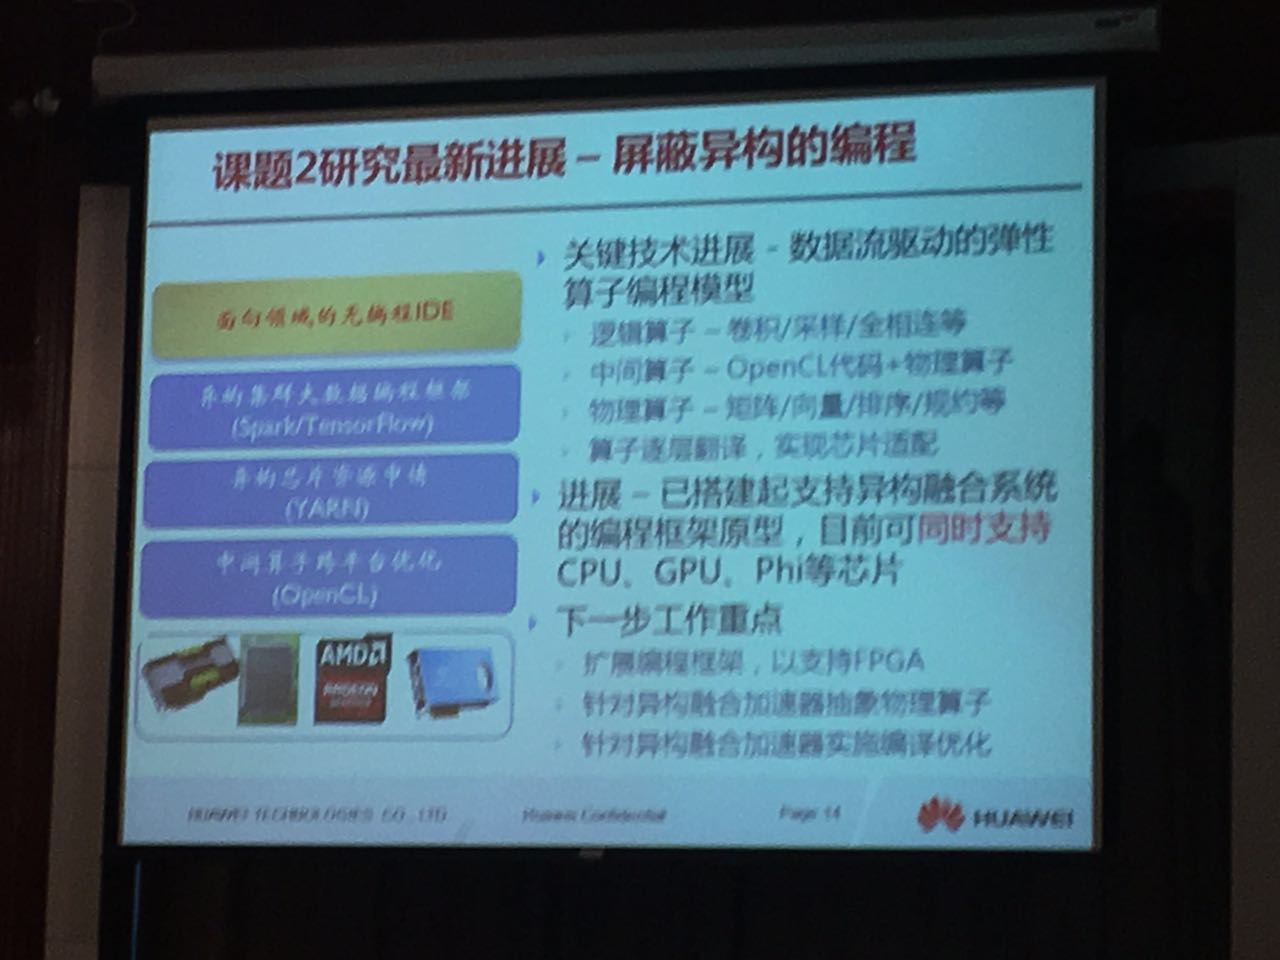 课题2研究最新进展 – 屏蔽异构的编程
面向领域的无编程IDE
异构集群大数据编程框架
(Spark/TensorFlow)
异构芯片资源申请
(YARN)
中间算子跨平台优化
(OpenCL)
AMD
RADEON
关键技术进展 - 数据流驱动的弹性
算子编程模型
逻辑算子 – 卷积/采样/全相连等
中间算子 – OpenCL代码+物理算子
物理算子 – 矩阵/向量/排序/规约等
算子逐层翻译，实现芯片适配
进展 – 已搭建起支持异构融合系统
的编程框架原型，目前可同时支持
CPU、GPU、Phi等芯片
下一步工作重点
扩展编程框架，以支持FPGA
针对异构融合加速器抽象物理算子
针对异构融合加速器实施编译优化
HUAWEI TECHNOLOGIES CO., LTD.
Huawei Confidential
Page 14
HUAWEI